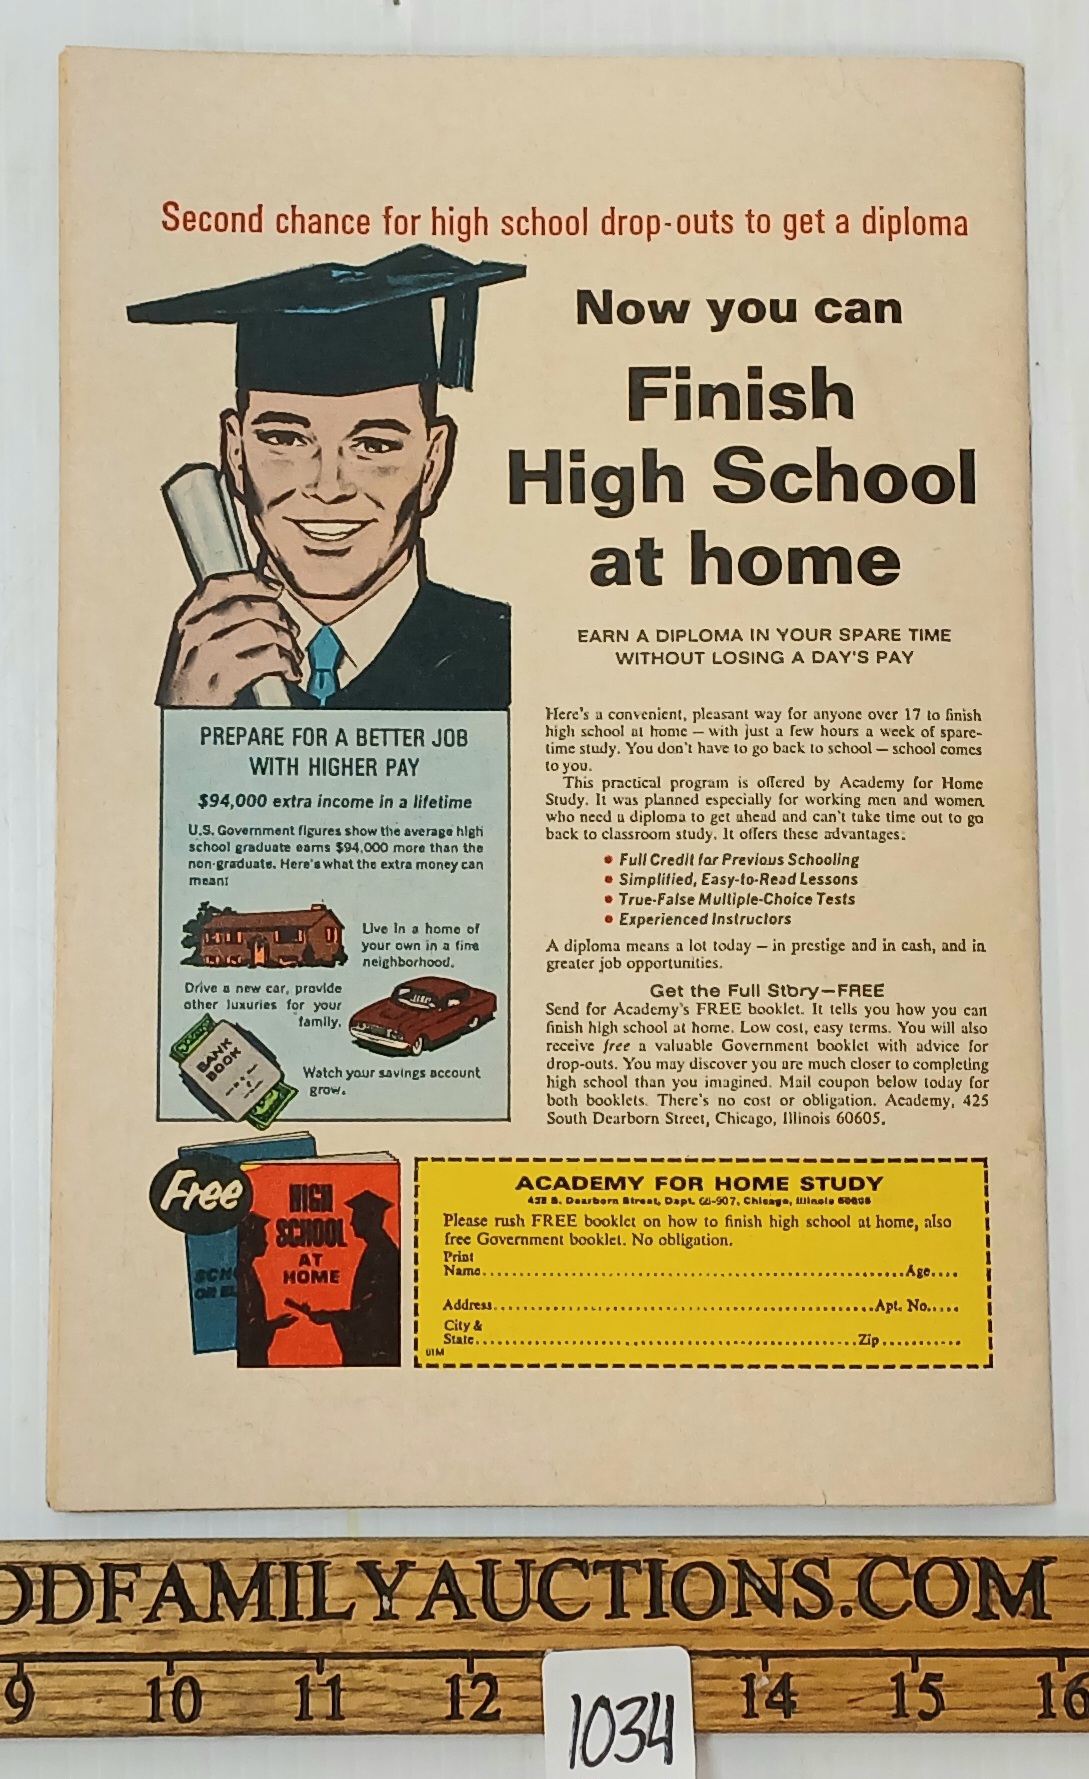 Second chance for high school drop-outs to get a diploma
Now you can
Finish
High School
at home
EARN A DIPLOMA IN YOUR SPARE TIME
WITHOUT LOSING A DAY'S PAY
PREPARE FOR A BETTER JOB
WITH HIGHER PAY
$94,000 extra income in a lifetime
U.S. Government figures show the average high
school graduate earns $94,000 more than the
non-graduate. Here's what the extra money can
mean:
Live in a home of
your own in a fine
neighborhood.
Drive a new car, provide
other luxuries for your
family.
BANK
BOOK
Watch your savings account
grow.
Here's a convenient, pleasant way for anyone over 17 to finish
high school at home – with just a few hours a week of spare-
time study. You don't have to go back to school – school comes
to you.
This practical program is offered by Academy for Home
Study. It was planned especially for working men and women
who need a diploma to get ahead and can't take time out to go
back to classroom study. It offers these advantages:
• Full Credit for Previous Schooling
• Simplified, Easy-to-Read Lessons
• True-False Multiple-Choice Tests
• Experienced Instructors
A diploma means a lot today – in prestige and in cash, and in
greater job opportunities.
Get the Full Story–FREE
Send for Academy's FREE booklet. It tells you how you can
finish high school at home. Low cost, easy terms. You will also
receive free a valuable Government booklet with advice for
drop-outs. You may discover you are much closer to completing
high school than you imagined. Mail coupon below today for
both booklets. There's no cost or obligation. Academy, 425
South Dearborn Street, Chicago, Illinois 60605.
Free
HIGH
SCHOOL
AT
HOME
SCH
OR
ACADEMY FOR HOME STUDY
S. Dearborn Street, Dept. Chicago, Illinois 60605
Please rush FREE booklet on how to finish high school at home, also
free Government booklet. No obligation.
Print
Name..........Age....
Address..........Apt. No.....
City &
State..........Zip..........
01M
ODFAMILYAUCTIONS.COM
9 10 11 12 14 15 16
1034